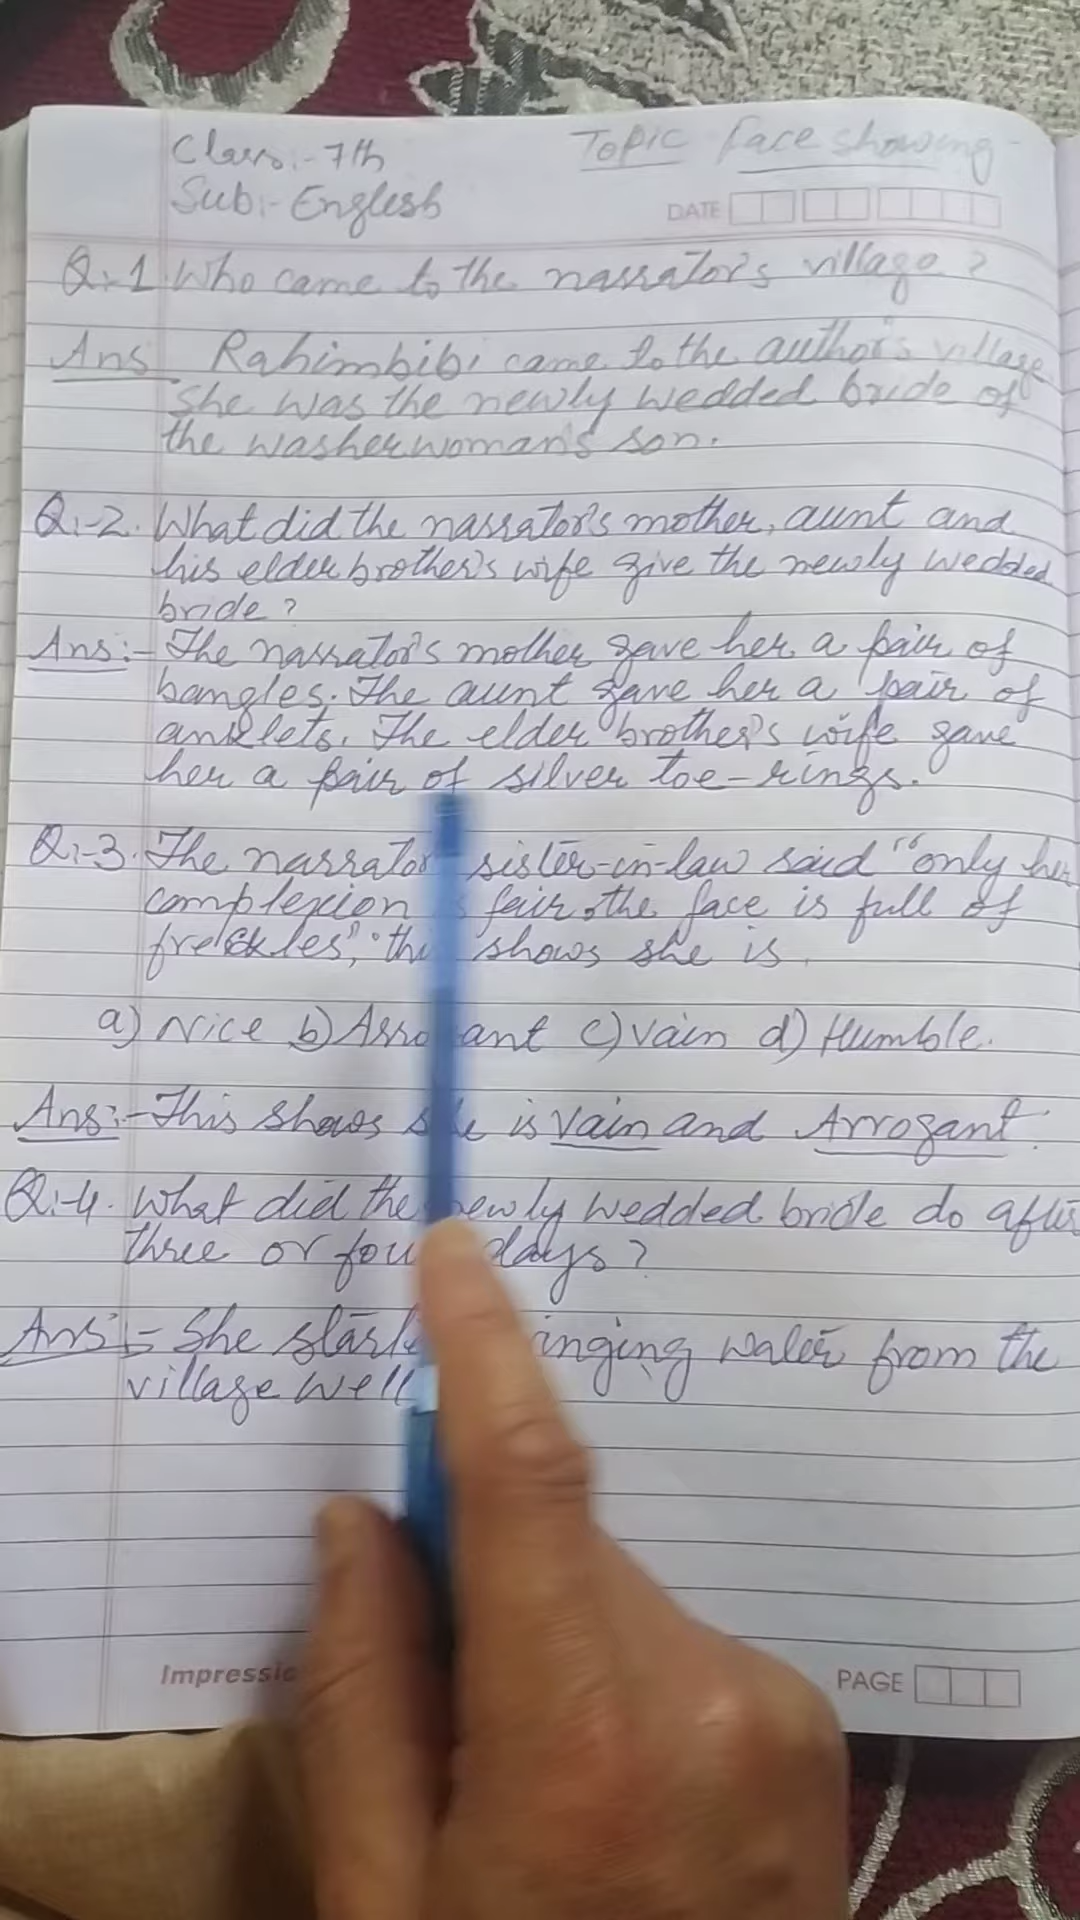 Class:- 7th
Topic face showing
Sub:- English
DATE
Q:-1. Who came to the narrator's village?
Ans Rahimbibi came to the author's village
She was the newly wedded bride of
the washerwoman's son.
Q:-2. What did the narrator's mother, aunt and
his elder brother's wife give the newly wedded
bride?
Ans:- The narrator's mother gave her a pair of
bangles. The aunt gave her a pair of
anklets. The elder brother's wife gave
her a pair of silver toe-rings.
Q:-3. The narrator sister-in-law said "only her
complexion fair, the face is full of
freckles", shows she is
a) Nice b) c) Vain d) Humble.
Ans:- This shows is Vain and Arrogant.
Q:-4. What did the newly wedded bride do after
three or days?
Ans:- She water from the
village well
PAGE